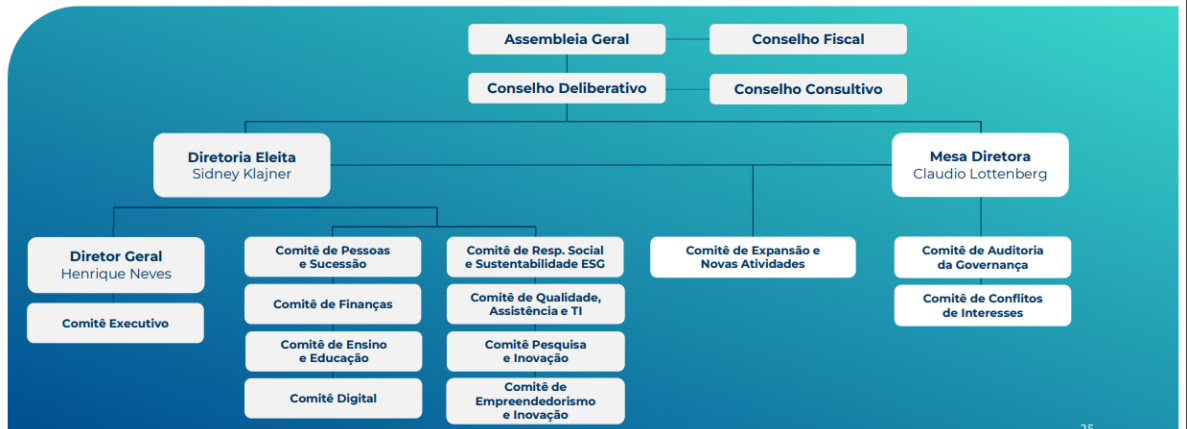 Assembleia Geral
Conselho Fiscal
Conselho Deliberativo
Conselho Consultivo
Diretoria Eleita
Sidney Klajner
Mesa Diretora
Claudio Lottenberg
Diretor Geral
Henrique Neves
Comitê Executivo
Comitê de Pessoas
e Sucessão
Comitê de Finanças
Comitê de Ensino
e Educação
Comitê Digital
Comitê de Resp. Social
e Sustentabilidade ESG
Comitê de Qualidade,
Assistência e TI
Comitê Pesquisa
e Inovação
Comitê de
Empreendedorismo
e Inovação
Comitê de Expansão e
Novas Atividades
Comitê de Auditoria
da Governança
Comitê de Conflitos
de Interesses